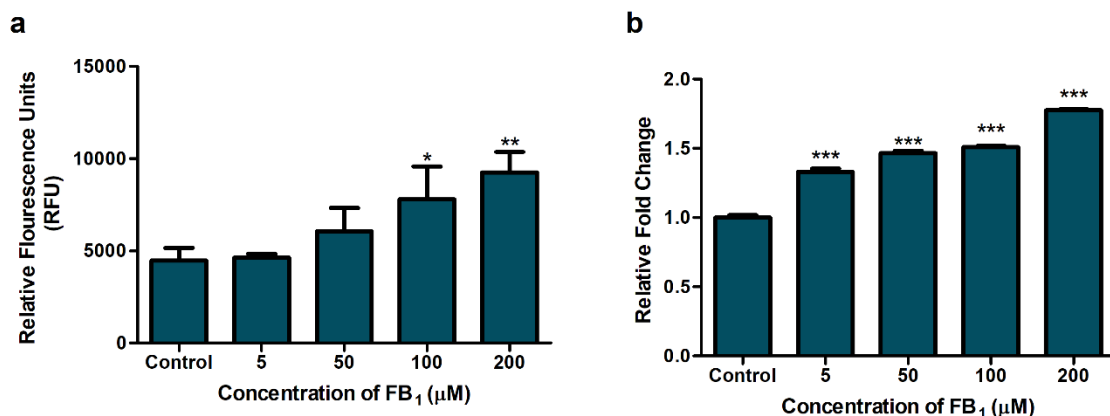 a
Relative Flourescence Units
(RFU)
15000
10000
5000
0
*
**
Control 5 50 100 200
Concentration of FB1 (μM)
b
Relative Fold Change
2.0
1.5
1.0
0.5
0.0
***
***
***
***
Control 5 50 100 200
Concentration of FB1 (μM)